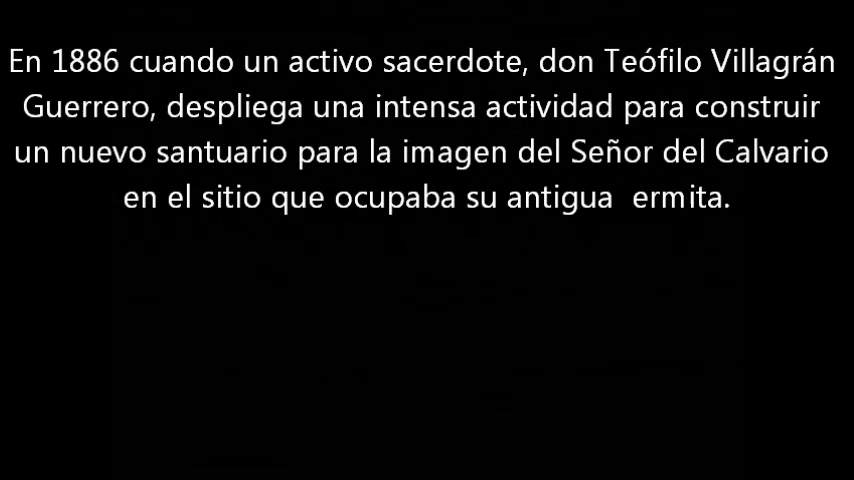 En 1886 cuando un activo sacerdote, don Teófilo Villagrán
Guerrero, despliega una intensa actividad para construir
un nuevo santuario para la imagen del Señor del Calvario
en el sitio que ocupaba su antigua  ermita.